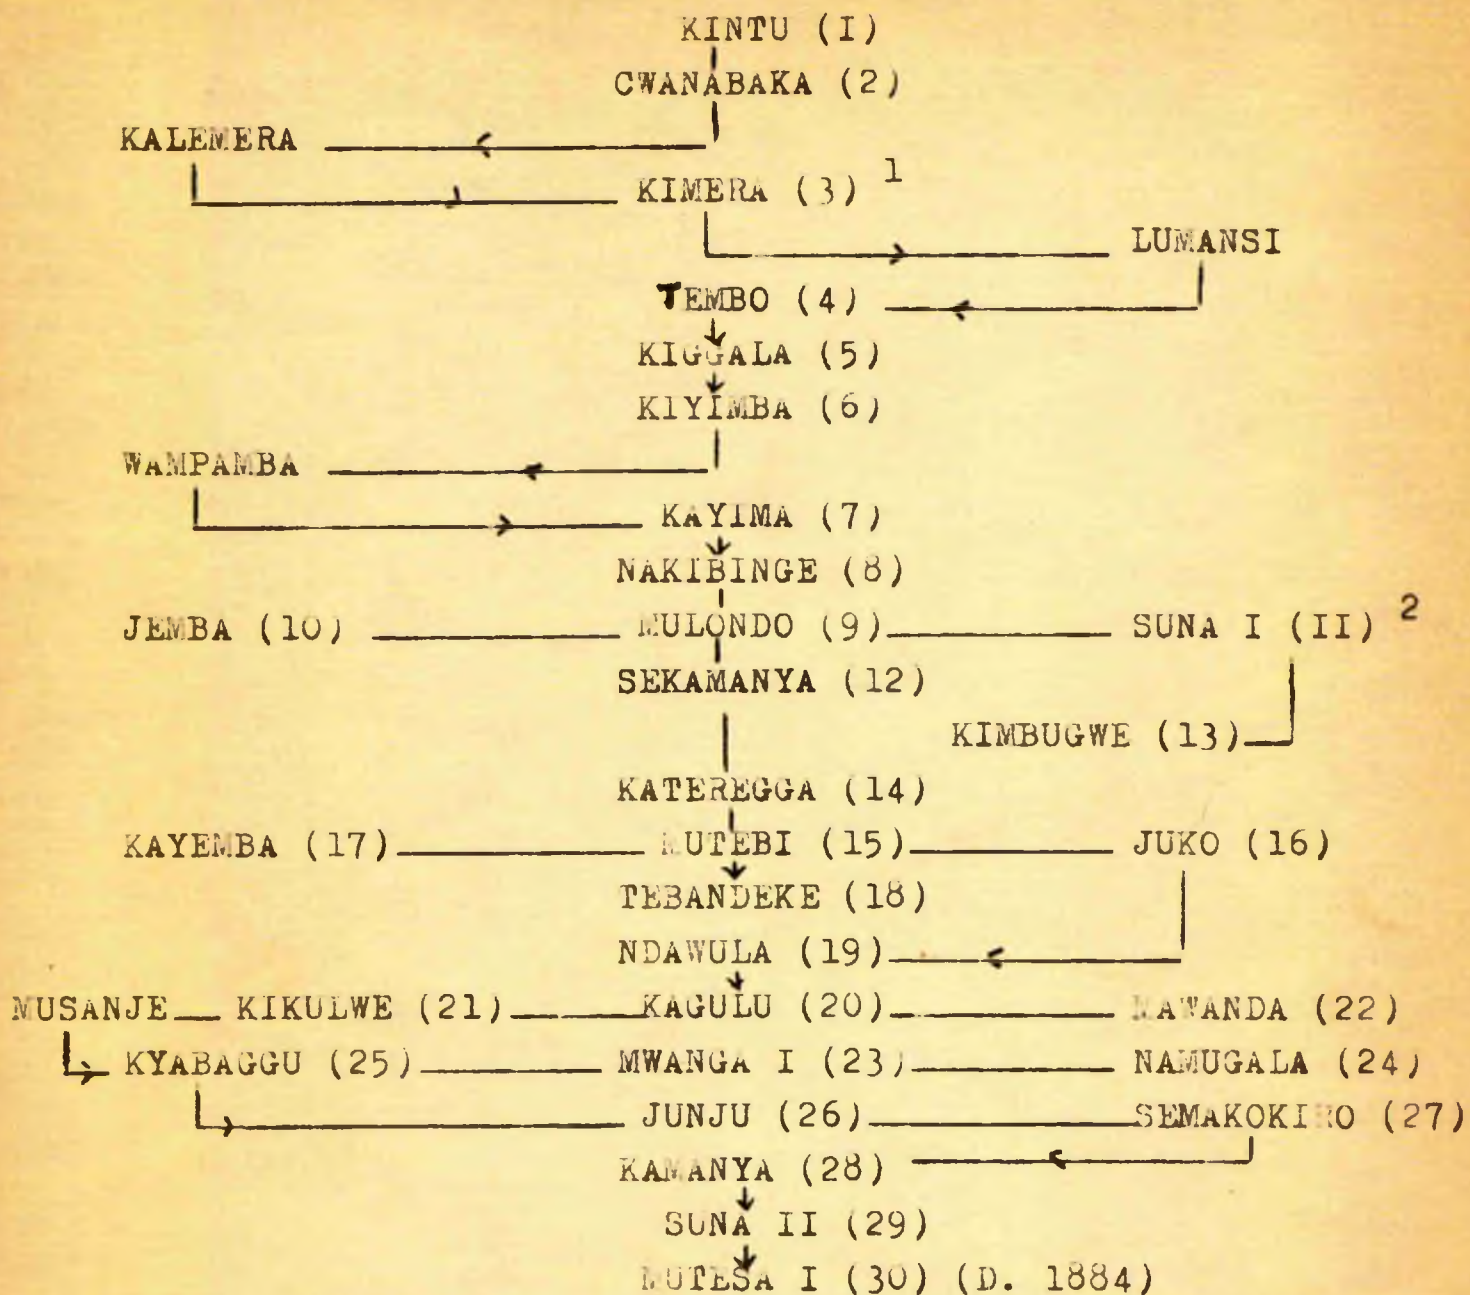 KINTU (I)
CWANABAKA (2)
KALEMERA
KIMERA (3) 1
LUMANSI
TEMBO (4)
KIGGALA (5)
KIYIMBA (6)
WAMPAMBA
KAYIMA (7)
NAKIBINGE (8)
JEMBA (10) MULONDO (9) SUNA I (II) 2
SEKAMANYA (12)
KIMBUGWE (13)
KATEREGGA (14)
KAYEMBA (17) MUTEBI (15) JUKO (16)
TEBANDEKE (18)
NDAWULA (19)
MUSANJE KIKULWE (21) KAGULU (20) MAWANDA (22)
KYABAGGU (25) MWANGA I (23) NAMUGALA (24)
JUNJU (26) SEMAKOKIRO (27)
KAMANYA (28)
SUNA II (29)
MUTESA I (30) (D. 1884)